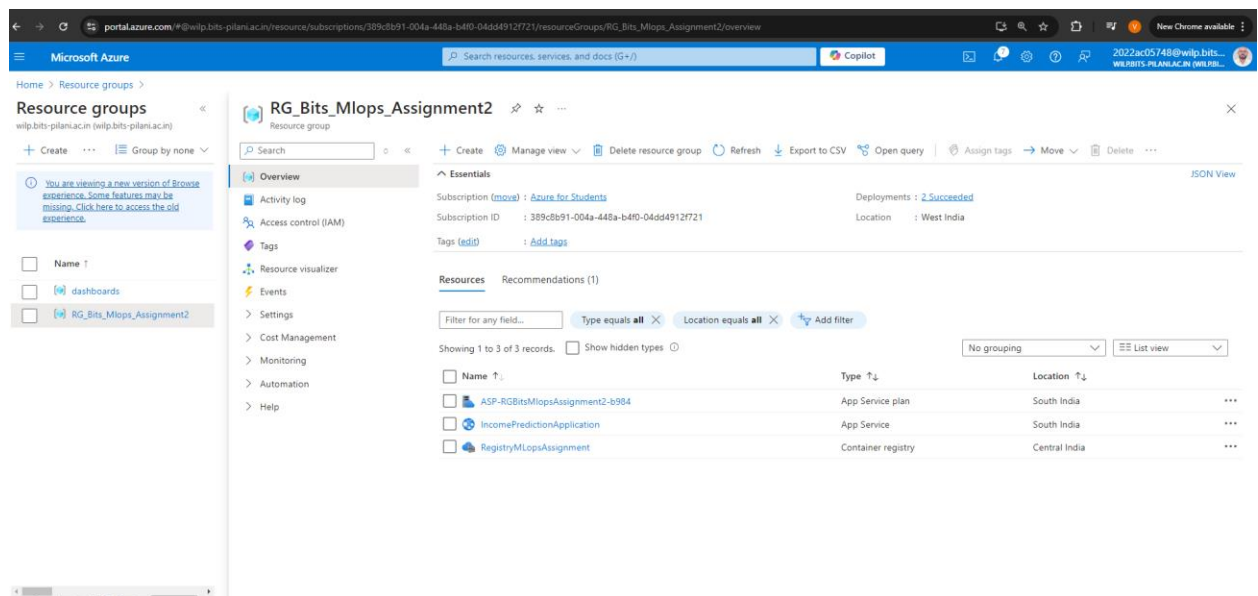 portal.azure.com/#@wilp.bits-pilani.ac.in/resource/subscriptions/389c8b91-004a-448a-b4f0-04dd4912f721/resourceGroups/RG_Bits_Mlops_Assignment2/overview
New Chrome available
Microsoft Azure
Search resources, services, and docs (G+/)
Copilot
2022ac05748@wilp.bits...
WILP.BITS-PILANI.AC.IN (WILP.BI...
Home > Resource groups >
Resource groups
wilp.bits-pilani.ac.in (wilp.bits-pilani.ac.in)
+ Create ... Group by none
You are viewing a new version of Browse
experience. Some features may be
missing. Click here to access the old
experience.
Name ↑
dashboards
RG_Bits_Mlops_Assignment2
RG_Bits_Mlops_Assignment2
Resource group
Search
Overview
Activity log
Access control (IAM)
Tags
Resource visualizer
Events
Settings
Cost Management
Monitoring
Automation
Help
+ Create Manage view Delete resource group Refresh Export to CSV Open query Assign tags Move Delete ...
Essentials
JSON View
Subscription (move) : Azure for Students
Deployments : 2 Succeeded
Subscription ID : 389c8b91-004a-448a-b4f0-04dd4912f721
Location : West India
Tags (edit) : Add tags
Resources Recommendations (1)
Filter for any field... Type equals all Location equals all Add filter
Showing 1 to 3 of 3 records. Show hidden types
No grouping List view
Name ↑↓ Type ↑↓ Location ↑↓
ASP-RGBitsMlopsAssignment2-b984 App Service plan South India ...
IncomePredictionApplication App Service South India ...
RegistryMLopsAssignment Container registry Central India ...